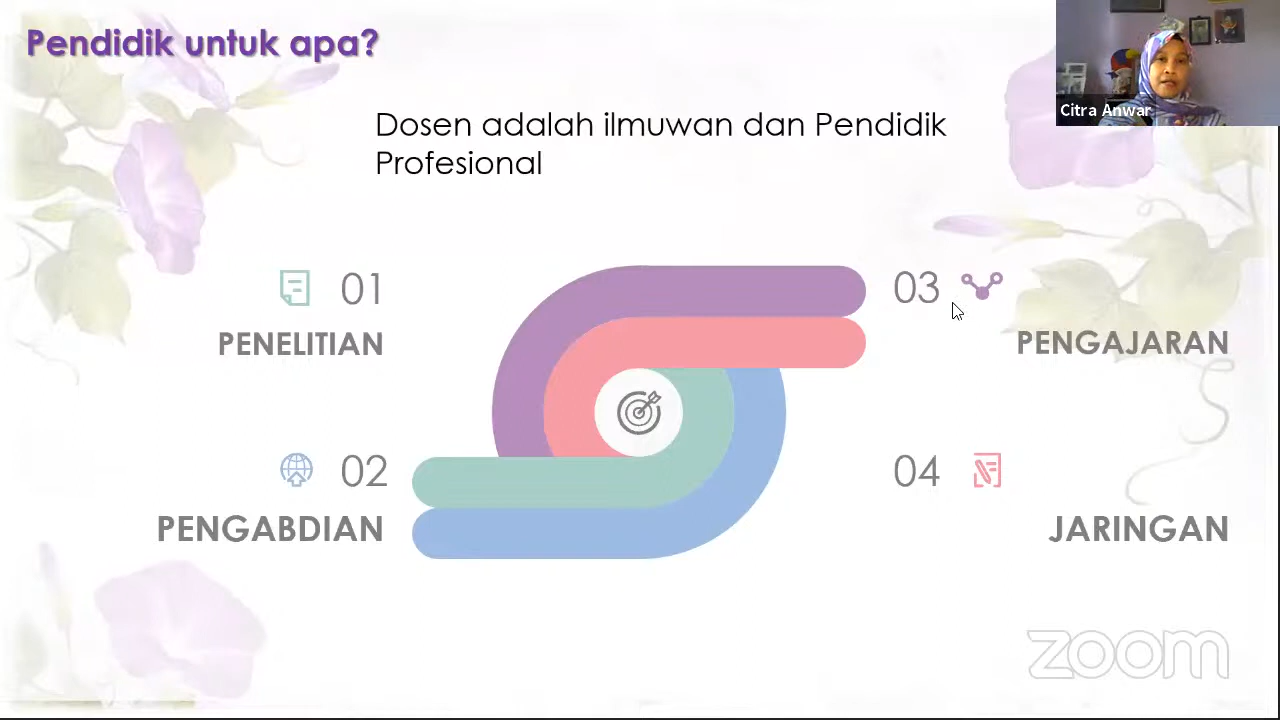 Pendidik untuk apa?
Citra Anwar
Dosen adalah ilmuwan dan Pendidik
Profesional
01
PENELITIAN
02
PENGABDIAN
03
PENGAJARAN
04
JARINGAN
zoom